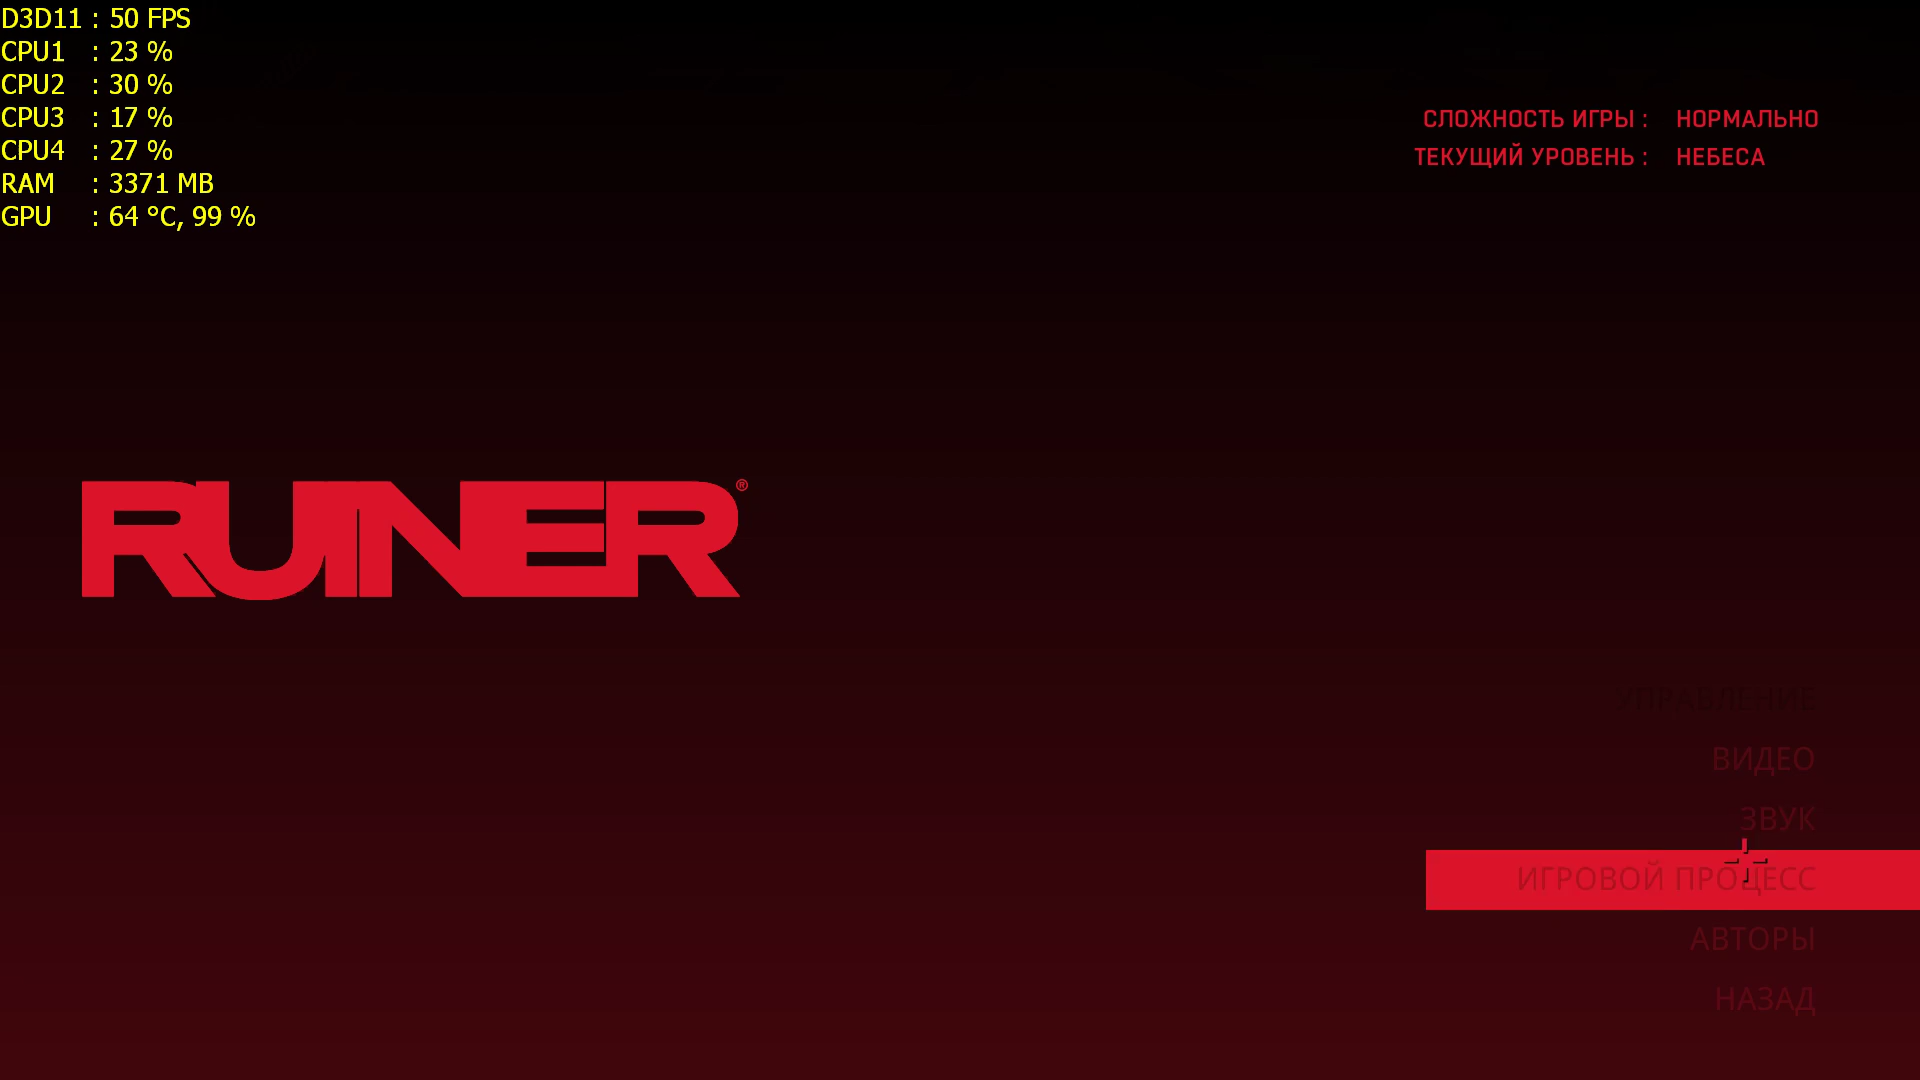 D3D11 : 50 FPS
CPU1 : 23 %
CPU2 : 30 %
CPU3 : 17 %
CPU4 : 27 %
RAM : 3371 MB
GPU : 64 °C, 99 %
СЛОЖНОСТЬ ИГРЫ : НОРМАЛЬНО
ТЕКУЩИЙ УРОВЕНЬ : НЕБЕСА
RUINER®
УПРАВЛЕНИЕ
ВИДЕО
ЗВУК
ИГРОВОЙ ПРОЦЕСС
АВТОРЫ
НАЗАД